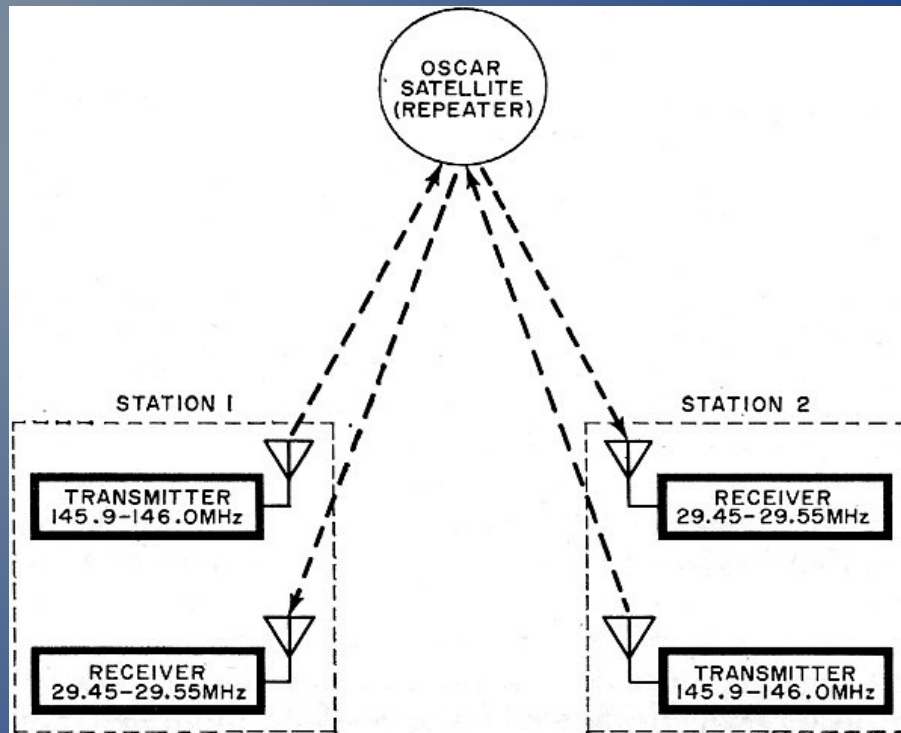 OSCAR
SATELLITE
(REPEATER)
STATION 1
TRANSMITTER
145.9-146.0MHz
RECEIVER
29.45-29.55MHz
STATION 2
RECEIVER
29.45-29.55MHz
TRANSMITTER
145.9-146.0MHz